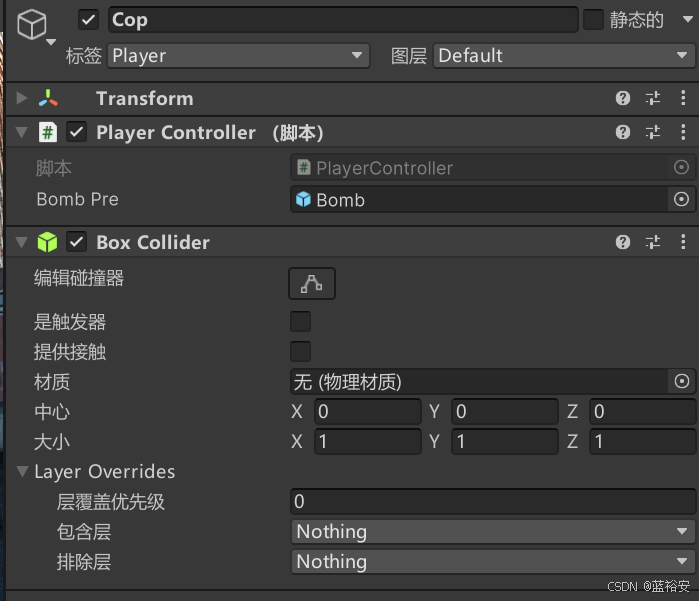 Cop 静态的
标签 Player 图层 Default
Transform
# Player Controller （脚本）
脚本 # PlayerController
Bomb Pre Bomb
Box Collider
编辑碰撞器
是触发器
提供接触
材质 无 (物理材质)
中心 X 0 Y 0 Z 0
大小 X 1 Y 1 Z 1
Layer Overrides
层覆盖优先级 0
包含层 Nothing
排除层 Nothing
CSDN @蓝裕安